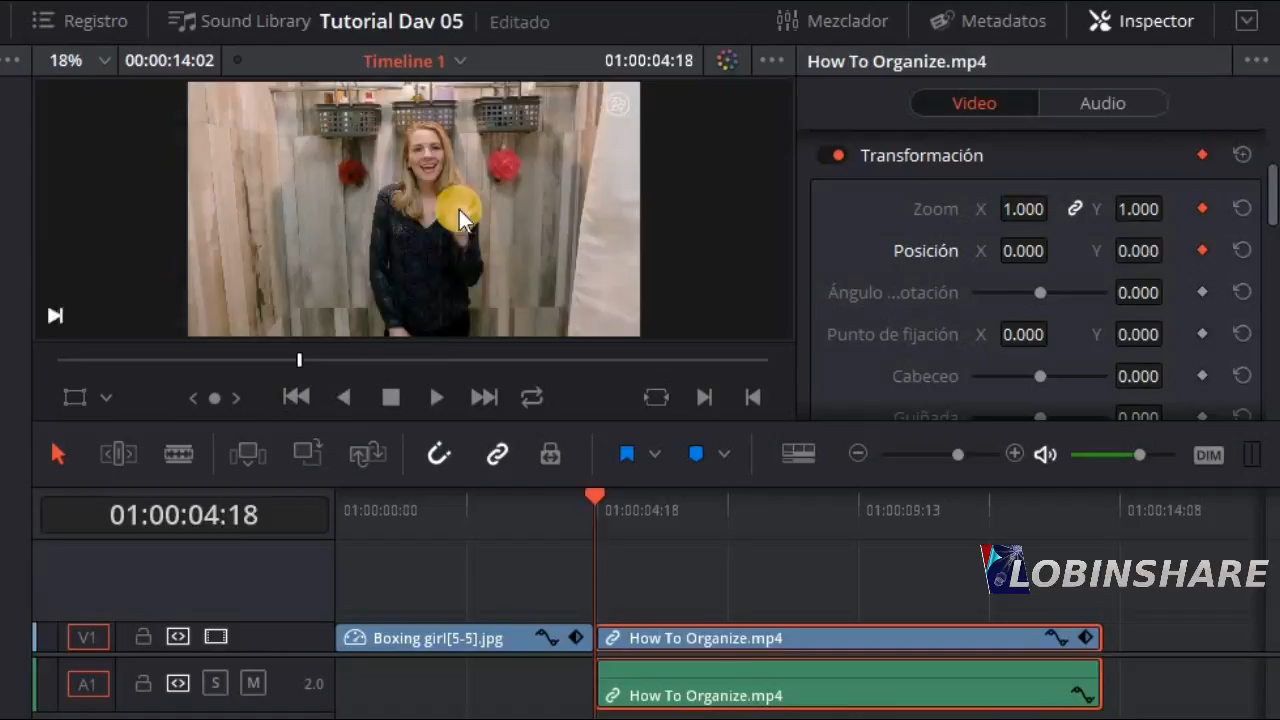 Registro
Sound Library
Tutorial Dav 05
Editado
Mezclador
Metadatos
Inspector
18%
00:00:14:02
Timeline 1
01:00:04:18
How To Organize.mp4
Video
Audio
Transformación
Zoom X 1.000 Y 1.000
Posición X 0.000 Y 0.000
Ángulo ...otación 0.000
Punto de fijación X 0.000 Y 0.000
Cabeceo 0.000
Guiñada 0.000
DIM
01:00:04:18
01:00:00:00
01:00:04:18
01:00:09:13
01:00:14:08
LOBINSHARE
V1
Boxing girl[5-5].jpg
How To Organize.mp4
A1
S
M
2.0
How To Organize.mp4